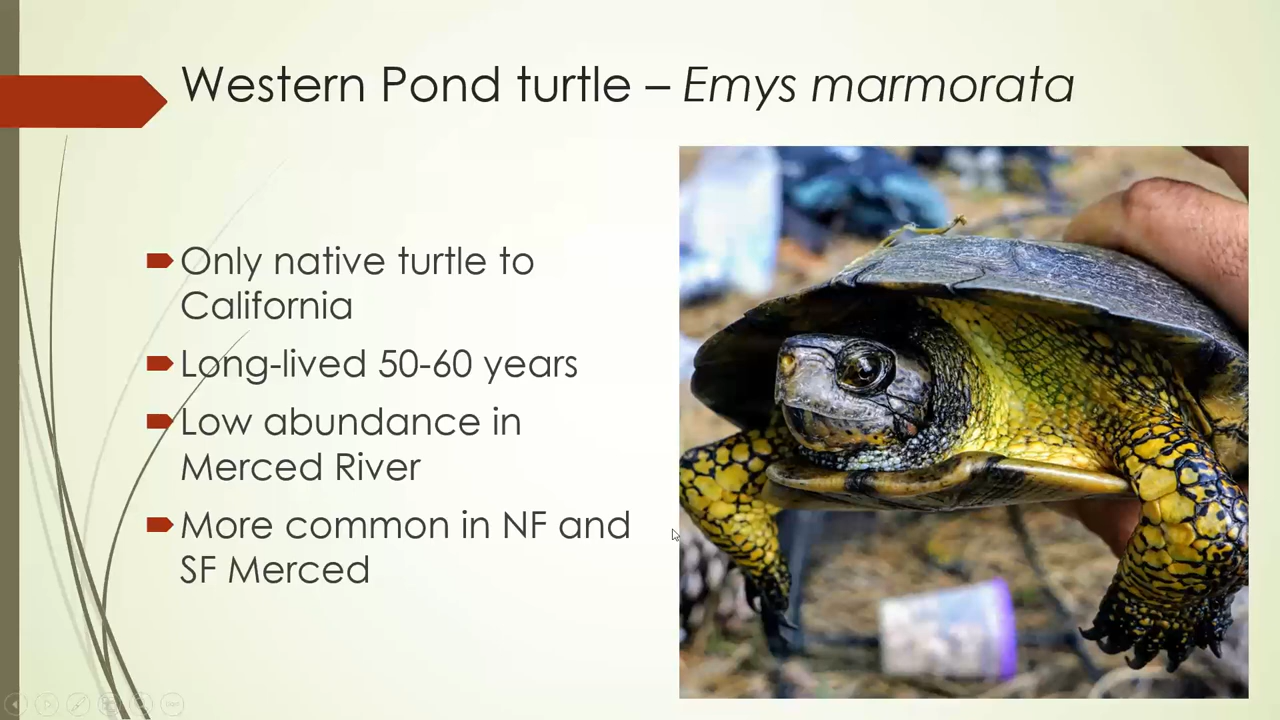 Western Pond turtle – Emys marmorata
Only native turtle to
California
Long-lived 50-60 years
Low abundance in
Merced River
More common in NF and
SF Merced